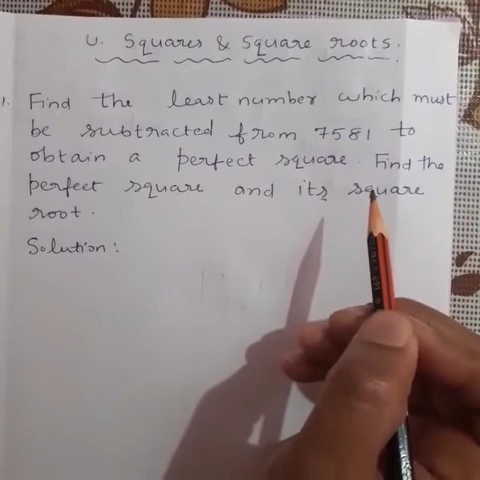 U. Squares & Square roots.
1. Find the least number which must
be subtracted from 7581 to
obtain a perfect square. Find the
perfect square and its square
root.
Solution: